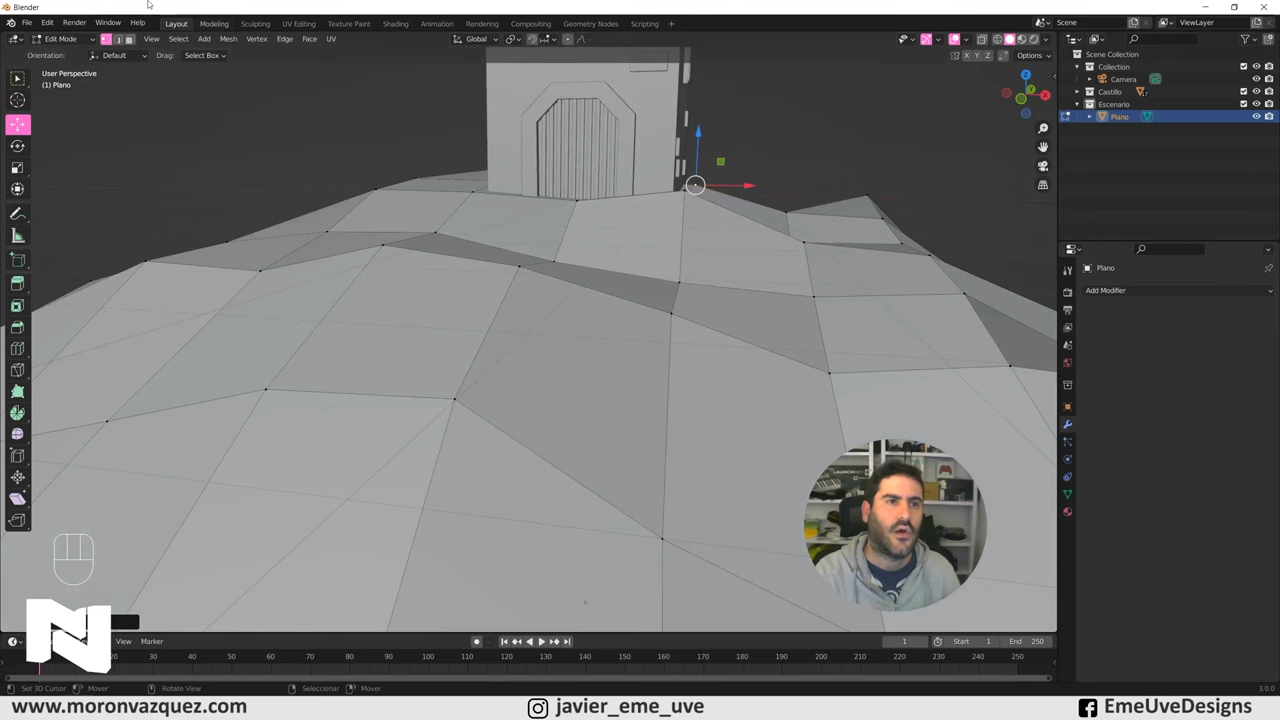 Blender
File Edit Render Window Help Layout Modeling Sculpting UV Editing Texture Paint Shading Animation Rendering Compositing Geometry Nodes Scripting + Scene ViewLayer
Edit Mode View Select Add Mesh Vertex Edge Face UV Global
Orientation: Default Drag: Select Box X Y Z Options
User Perspective
(1) Plano
Scene Collection
Collection
Camera
Castillo
Escenario
Plano
Plano
Add Modifier
View Marker 1 Start 1 End 250
20 30 40 50 60 70 80 90 100 110 120 130 140 150 160 170 180 190 200 210 220 230 240 250
Set 3D Cursor Mover Rotate View Seleccionar Mover 3.0.0
www.moronvazquez.com javier_eme_uve EmeUveDesigns